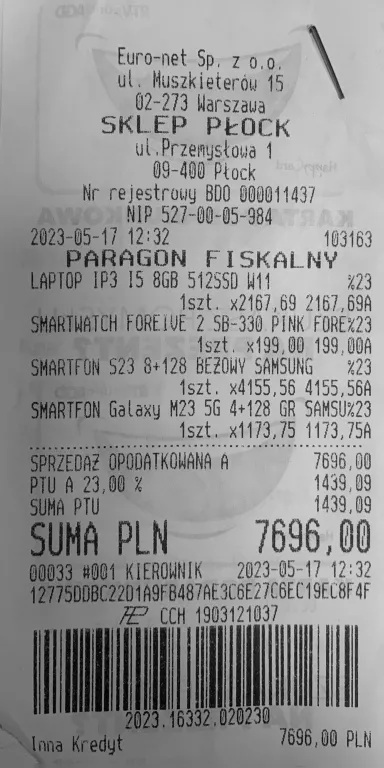 Euro-net Sp. z o.o.
ul. Muszkieterów 15
02-273 Warszawa
SKLEP PŁOCK
ul.Przemysłowa 1
09-400 Płock
Nr rejestrowy BDO 000011437
NIP 527-00-05-984
2023-05-17 12:32 103163
PARAGON FISKALNY
LAPTOP IP3 I5 8GB 512SSD W11 %23
1szt. x2167,69 2167,69A
SMARTWATCH FOREIVE 2 SB-330 PINK FORE%23
1szt. x199,00 199,00A
SMARTFON S23 8+128 BEŻOWY SAMSUNG %23
1szt. x4155,56 4155,56A
SMARTFON Galaxy M23 5G 4+128 GR SAMSU%23
1szt. x1173,75 1173,75A
SPRZEDAŻ OPODATKOWANA A 7696,00
PTU A 23,00 % 1439,09
SUMA PTU 1439,09
SUMA PLN 7696,00
00033 #001 KIEROWNIK 2023-05-17 12:32
12775DDBC22D1A9FB487AE3C6E27C6EC19EC8F4F
CCH 1903121037
2023.16332.020230
Inna Kredyt 7696,00 PLN